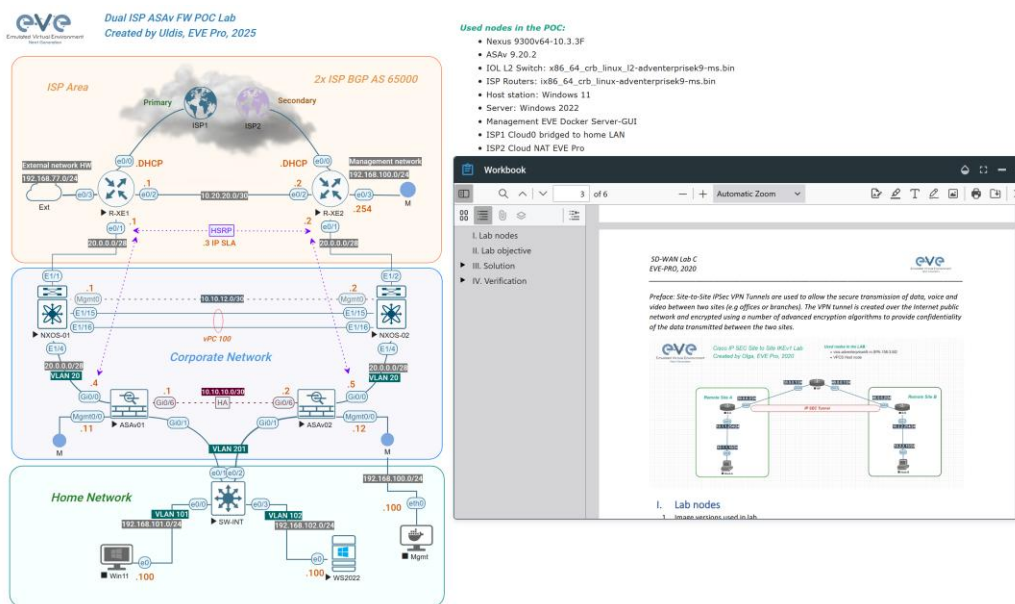 eve
Emulated Virtual Environment
Next Generation
Dual ISP ASAv FW POC Lab
Created by Uldis, EVE Pro, 2025
ISP Area
2x ISP BGP AS 65000
Primary
Secondary
ISP1
ISP2
External network HW
192.168.77.0/24
e0/0
.DHCP
.DHCP
e0/0
Management network
192.168.100.0/24
e0/3
.1
e0/2
10.20.20.0/30
.2
e0/2
e0/3
Ext
R-XE1
R-XE2
.254
M
e0/1
.1
HSRP
.2
e0/1
.3 IP SLA
20.0.0.0/28
20.0.0.0/28
E1/1
E1/2
.1
Mgmt0
10.10.12.0/30
.2
Mgmt0
E1/15
E1/15
NXOS-01
E1/16
E1/16
NXOS-02
vPC 100
E1/4
E1/4
Corporate Network
20.0.0.0/28
VLAN 20
20.0.0.0/28
VLAN 20
.4
.1
10.10.10.0/30
.2
.5
Gi0/0
Gi0/6
HA
Gi0/6
Gi0/0
Mgmt0/0
ASAv01
ASAv02
Mgmt0/0
.11
Gi0/1
Gi0/1
.12
M
M
VLAN 201
Home Network
e0/1
e0/2
192.168.100.0/24
e0/0
e0/3
SW-INT
VLAN 101
192.168.101.0/24
VLAN 102
192.168.102.0/24
.100
eth0
Mgmt
e0
e0
Win11
.100
.100
WS2022
Used nodes in the POC:
• Nexus 9300v64-10.3.3F
• ASAv 9.20.2
• IOL L2 Switch: x86_64_crb_linux_l2-adventerprisek9-ms.bin
• ISP Routers: ix86_64_crb_linux-adventerprisek9-ms.bin
• Host station: Windows 11
• Server: Windows 2022
• Management EVE Docker Server-GUI
• ISP1 Cloud0 bridged to home LAN
• ISP2 Cloud NAT EVE Pro
Workbook
3 of 6
Automatic Zoom
I. Lab nodes
II. Lab objective
III. Solution
IV. Verification
SD-WAN Lab C
EVE-PRO, 2020
eve
Preface: Site-to-Site IPSec VPN Tunnels are used to allow the secure transmission of data, voice and
video between two sites (e.g offices or branches). The VPN tunnel is created over the Internet public
network and encrypted using a number of advanced encryption algorithms to provide confidentiality
of the data transmitted between the two sites.
eve
Cisco IP SEC Site to Site IKEv1 Lab
Created by Olga, EVE Pro, 2020
Used nodes in the LAB
Remote Site A
Remote Site B
IP SEC Tunnel
I. Lab nodes
1. Image versions used in lab